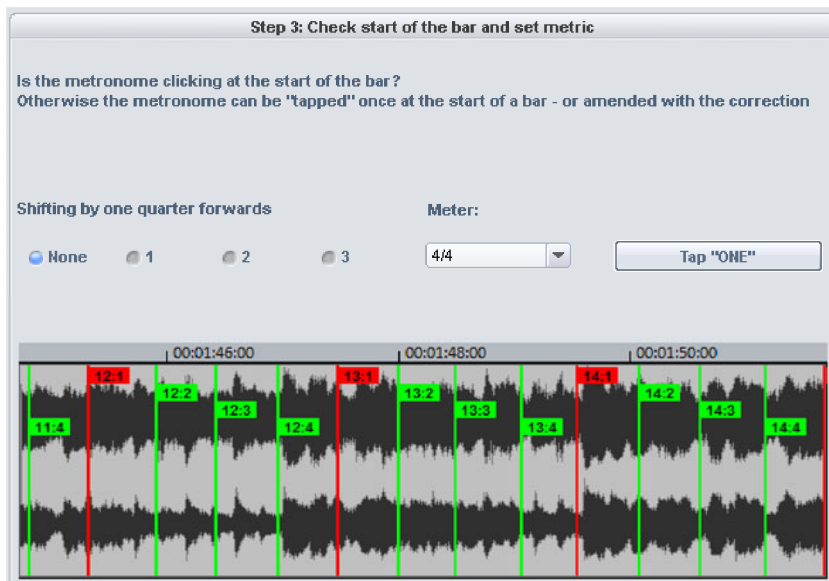 Step 3: Check start of the bar and set metric
Is the metronome clicking at the start of the bar?
Otherwise the metronome can be "tapped" once at the start of a bar - or amended with the correction
Shifting by one quarter forwards
Meter:
None 1 2 3 4/4 Tap "ONE"
00:01:46:00 00:01:48:00 00:01:50:00
12:1 13:1 14:1
12:2 13:2 14:2
12:3 13:3 14:3
11:4 12:4 13:4 14:4